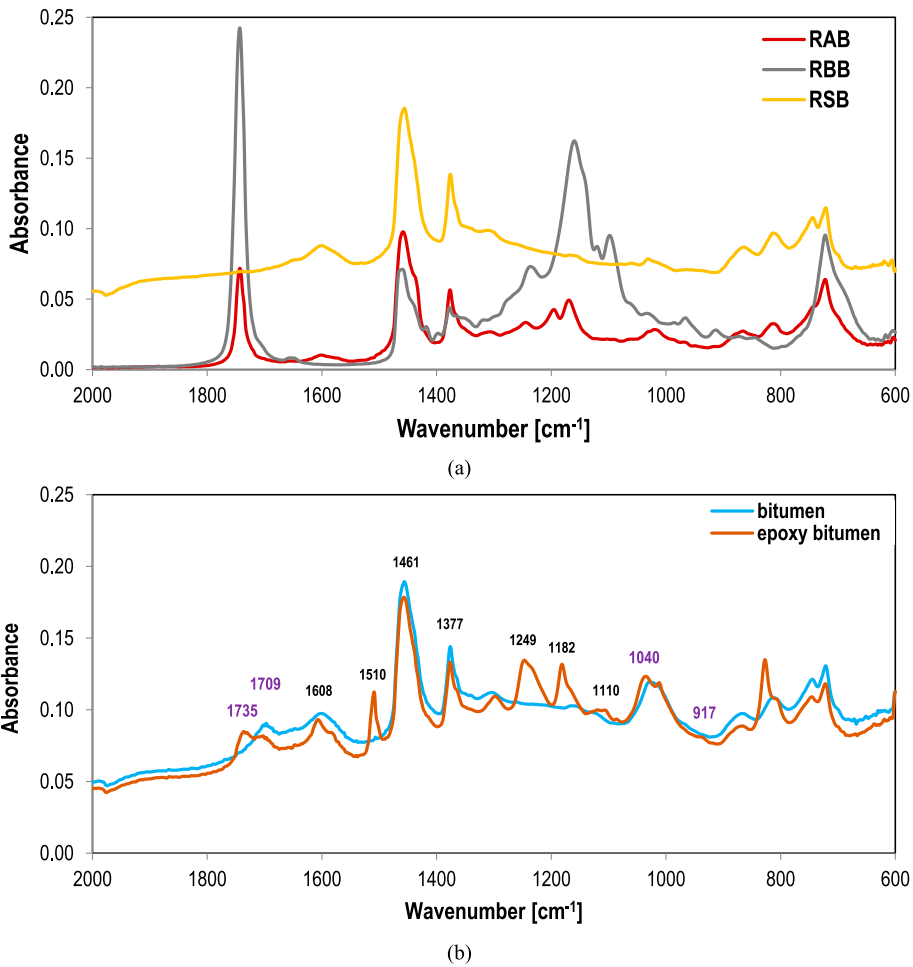 0.25
0.20
0.15
0.10
0.05
0.00
Absorbance
RAB
RBB
RSB
2000 1800 1600 1400 1200 1000 800 600
Wavenumber [cm-1]
(a)
0.25
0.20
0.15
0.10
0.05
0.00
Absorbance
bitumen
epoxy bitumen
1461
1377
1249
1182
1040
1709
1510
1608
1735
1110
917
2000 1800 1600 1400 1200 1000 800 600
Wavenumber [cm-1]
(b)